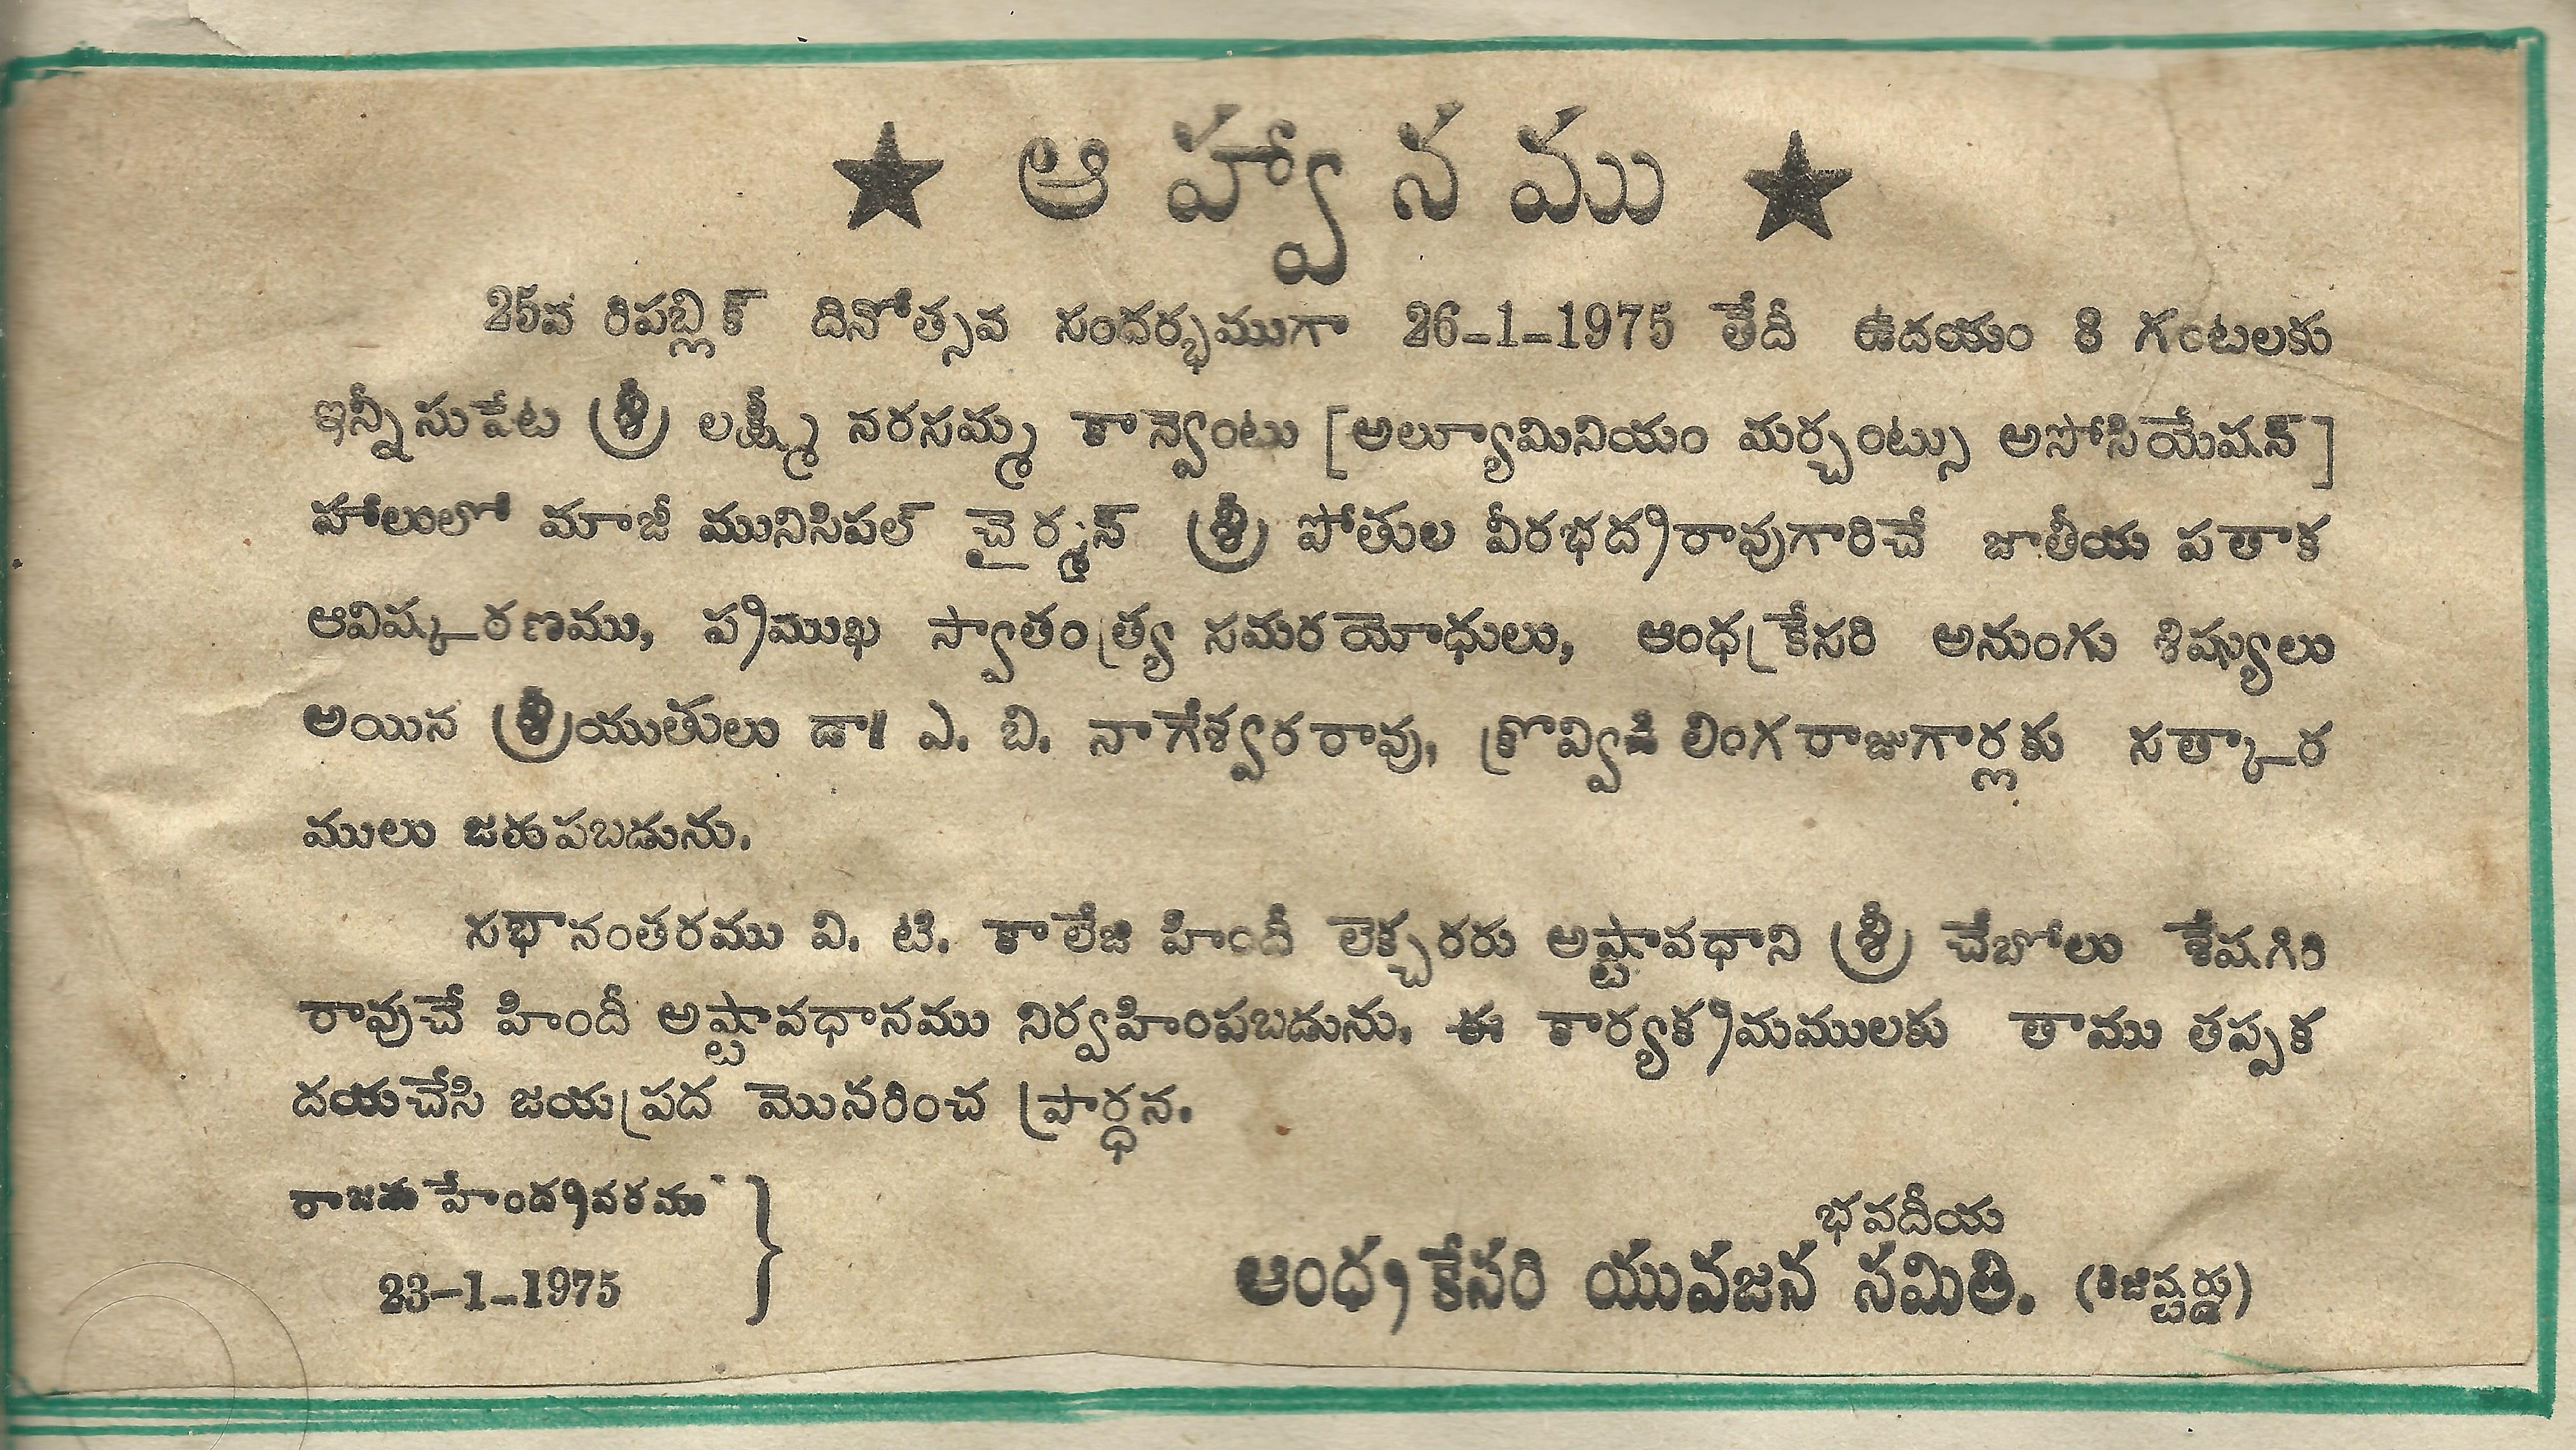 ★ ఆహ్వానము ★
25వ రిపబ్లిక్ దినోత్సవ సందర్భముగా 26-1-1975 తేదీ ఉదయం 8 గంటలకు
ఇన్నీసుపేట శ్రీ లక్ష్మీ నరసమ్మ కాన్వెంటు [అల్యూమినియం మర్చంట్సు అసోసియేషన్]
హాలులో మాజీ మునిసిపల్ చైర్మన్ శ్రీ పోతుల వీరభద్రరావుగారిచే జాతీయ పతాక
ఆవిష్కరణము, ప్రముఖ స్వాతంత్ర్య సమరయోధులు, ఆంధ్రకేసరి అనుంగు శిష్యులు
అయిన శ్రీయుతులు డా॥ ఎ. బి. నాగేశ్వరరావు, క్రొవ్విడి లింగరాజుగార్లకు సత్కార
ములు జరుపబడును.
సభానంతరము వి. టి. కాలేజి హిందీ లెక్చరరు అష్టావధాని శ్రీ చేబోలు శేషగిరి
రావుచే హిందీ అష్టావధానము నిర్వహింపబడును. ఈ కార్యక్రమములకు తాము తప్పక
దయచేసి జయప్రద మొనరించ ప్రార్ధన.
రాజమహేంద్రవరము
23-1-1975
భవదీయ
ఆంధ్రకేసరి యువజన సమితి. (రిజిష్టర్డు)